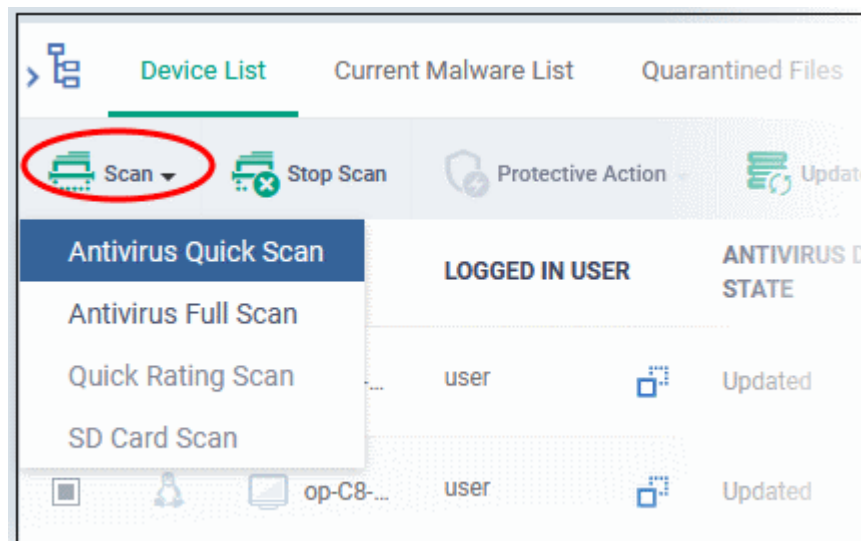 Device List
Current Malware List
Quarantined Files
Scan
Stop Scan
Protective Action
Antivirus Quick Scan
Antivirus Full Scan
Quick Rating Scan
SD Card Scan
LOGGED IN USER
ANTIVIRUS
STATE
user
Updated
op-C8-...
user
Updated